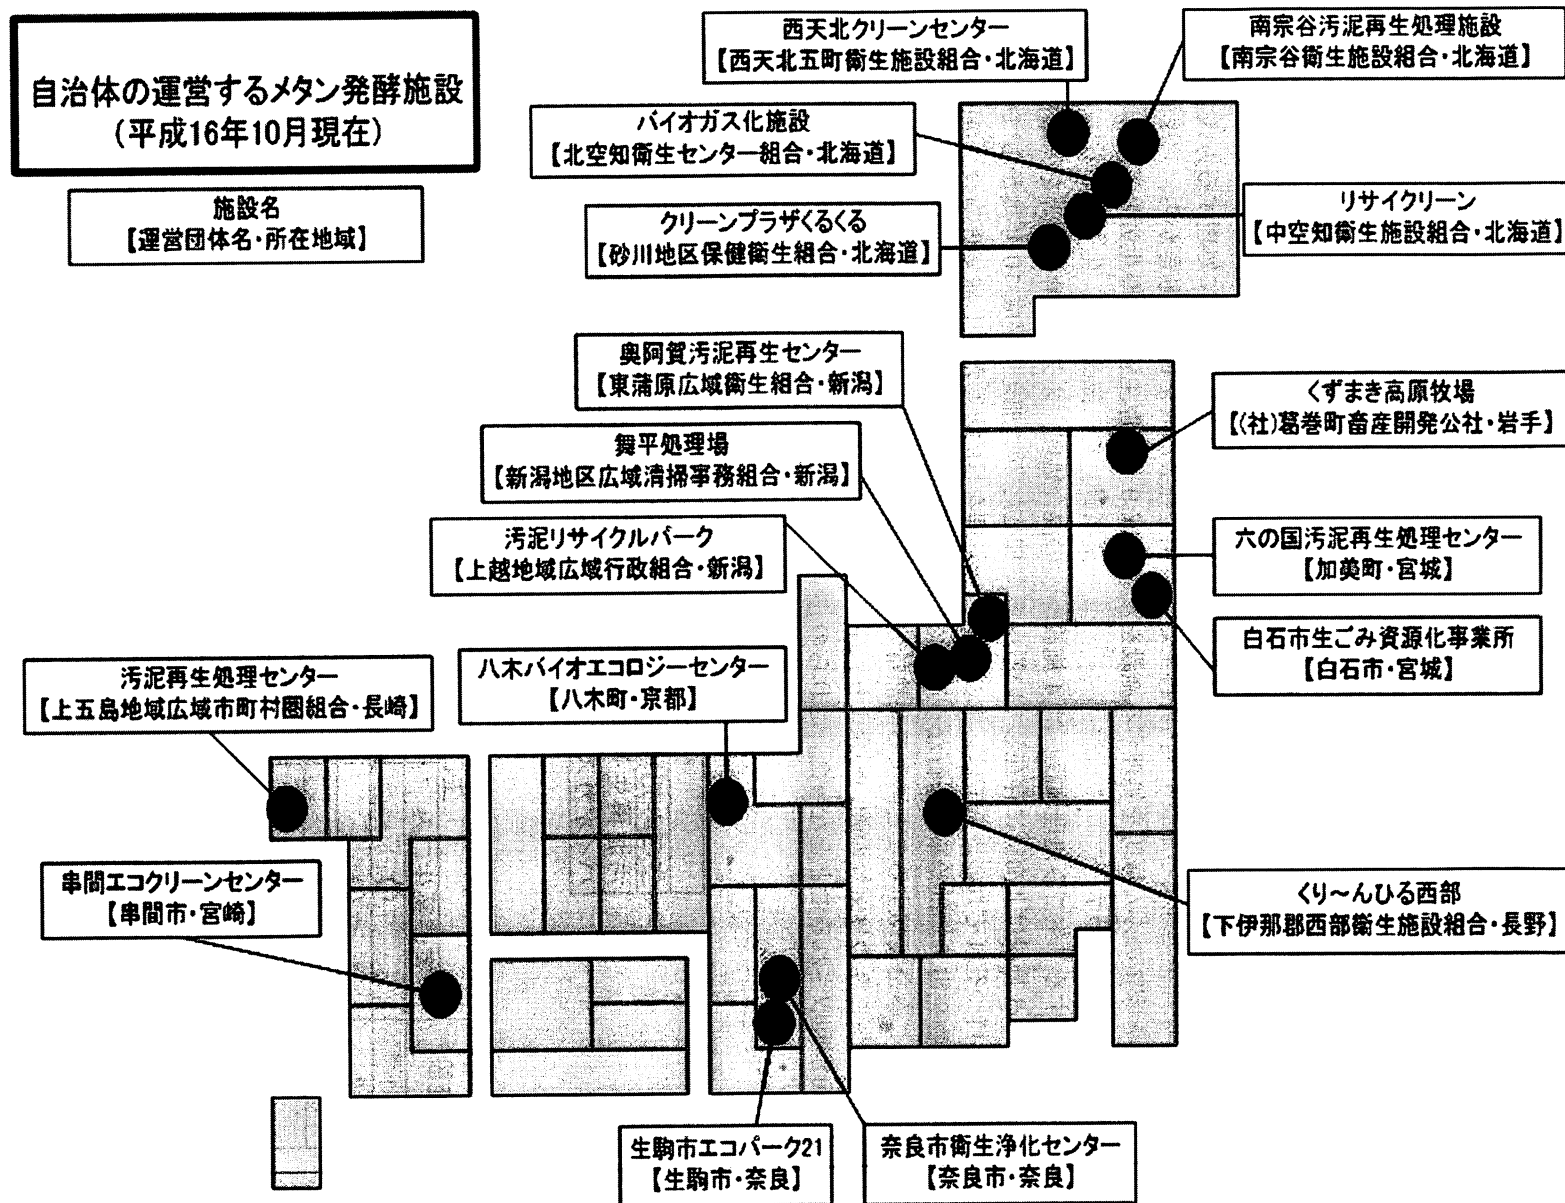 自治体の運営するメタン発酵施設
(平成16年10月現在)
施設名
【運営団体名・所在地域】
西天北クリーンセンター
【西天北五町衛生施設組合・北海道】
南宗谷汚泥再生処理施設
【南宗谷衛生施設組合・北海道】
バイオガス化施設
【北空知衛生センター組合・北海道】
リサイクリーン
【中空知衛生施設組合・北海道】
クリーンプラザくるくる
【砂川地区保健衛生組合・北海道】
奥阿賀汚泥再生センター
【東蒲原広域衛生組合・新潟】
くずまき高原牧場
【(社)葛巻町畜産開発公社・岩手】
舞平処理場
【新潟地区広域清掃事務組合・新潟】
汚泥リサイクルパーク
【上越地域広域行政組合・新潟】
六の国汚泥再生処理センター
【加美町・宮城】
白石市生ごみ資源化事業所
【白石市・宮城】
汚泥再生処理センター
【上五島地域広域市町村圏組合・長崎】
八木バイオエコロジーセンター
【八木町・京都】
串間エコクリーンセンター
【串間市・宮崎】
くり～んひる西部
【下伊那郡西部衛生施設組合・長野】
生駒市エコパーク21
【生駒市・奈良】
奈良市衛生浄化センター
【奈良市・奈良】